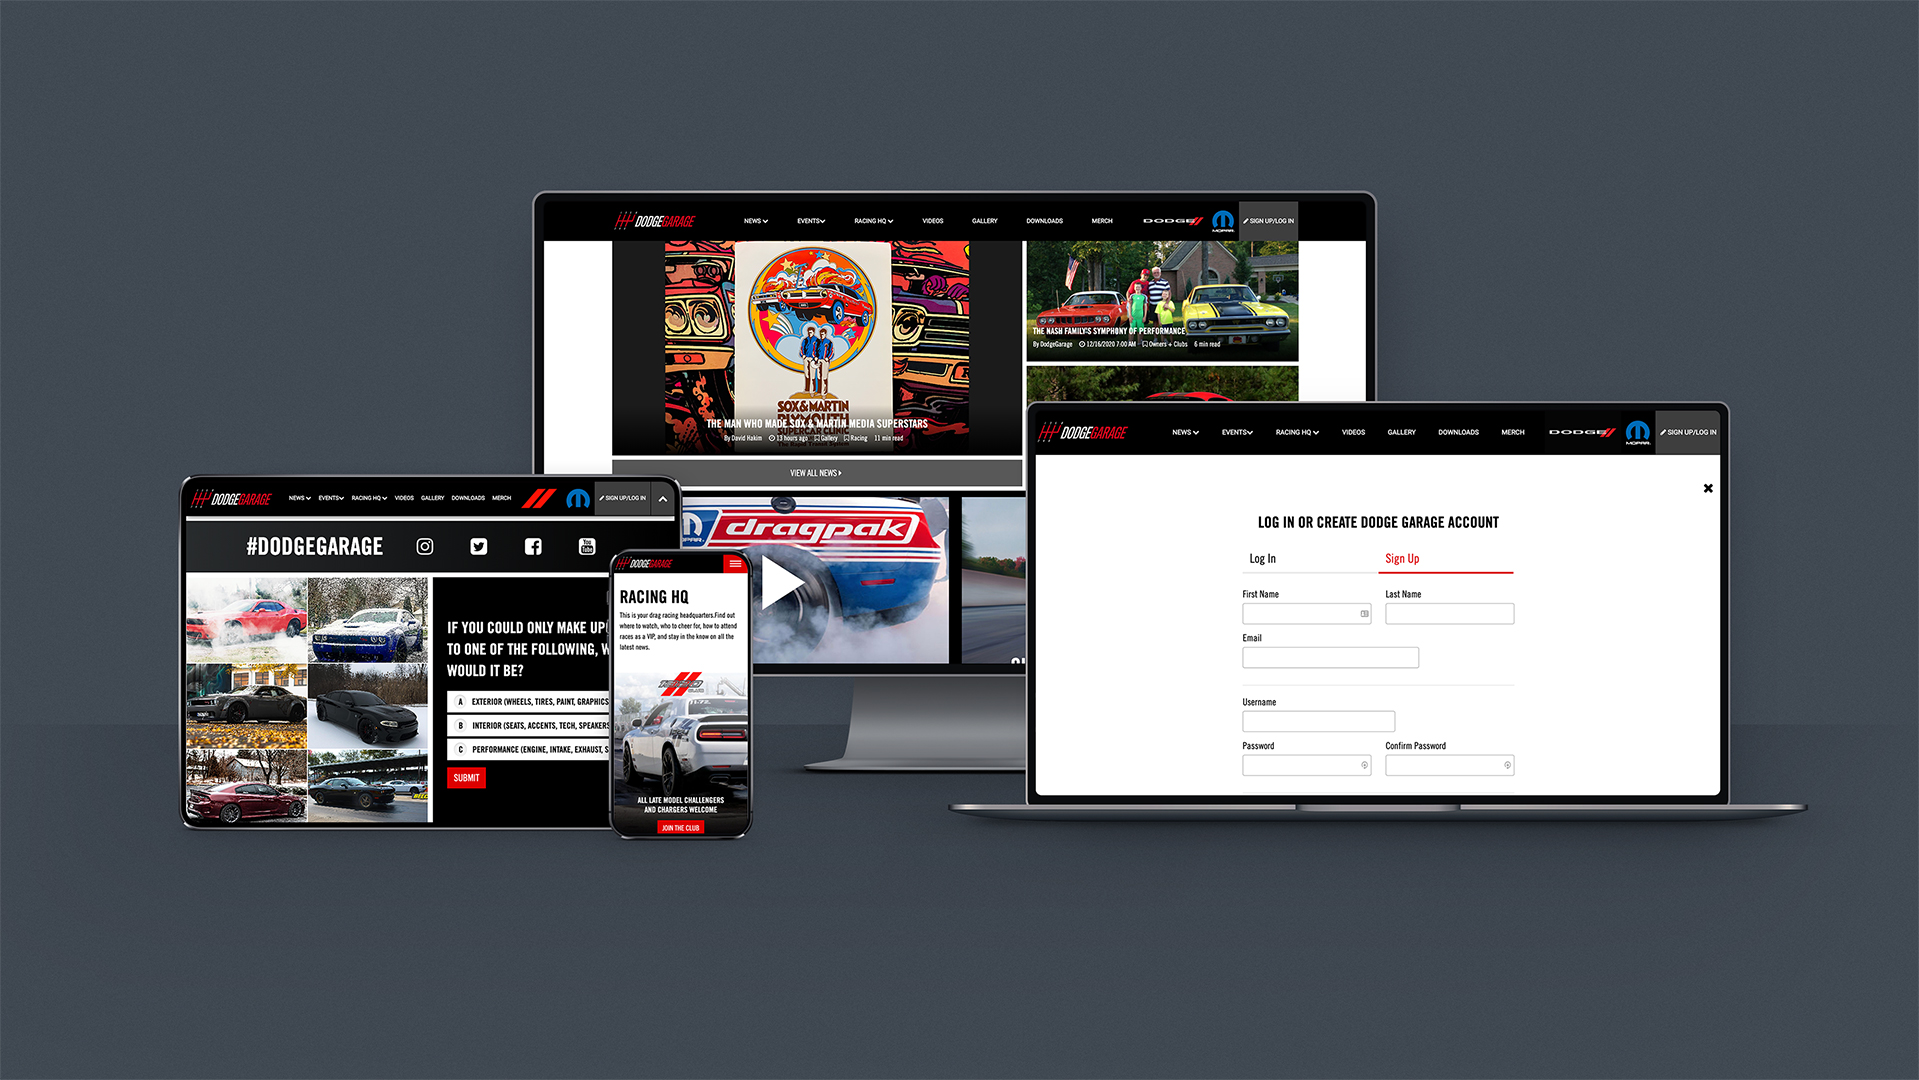 DODGEGARAGE
NEWS
EVENTS
RACING HQ
VIDEOS
GALLERY
DOWNLOADS
MERCH
DODGE
MOPAR
SIGN UP/LOG IN
SOX & MARTIN
PLYMOUTH
SUPERCAR CLINIC
THE MAN WHO MADE SOX & MARTIN MEDIA SUPERSTARS
By David Hakim 13 hours ago Gallery Racing 11 min read
VIEW ALL NEWS
THE NASH FAMILY'S SYMPHONY OF PERFORMANCE
By DodgeGarage 12/16/2020 7:00 AM Owners + Clubs 6 min read
dragpak
DODGEGARAGE
NEWS
EVENTS
RACING HQ
VIDEOS
GALLERY
DOWNLOADS
MERCH
DODGE
MOPAR
SIGN UP/LOG IN
LOG IN OR CREATE DODGE GARAGE ACCOUNT
Log In
Sign Up
First Name
Last Name
Email
Username
Password
Confirm Password
DODGEGARAGE
NEWS
EVENTS
RACING HQ
VIDEOS
GALLERY
DOWNLOADS
MERCH
SIGN UP/LOG IN
#DODGEGARAGE
You
Tube
IF YOU COULD ONLY MAKE UP
TO ONE OF THE FOLLOWING, W
WOULD IT BE?
A EXTERIOR (WHEELS, TIRES, PAINT, GRAPHICS
B INTERIOR (SEATS, ACCENTS, TECH, SPEAKERS
C PERFORMANCE (ENGINE, INTAKE, EXHAUST, S
SUBMIT
DODGEGARAGE
RACING HQ
This is your drag racing headquarters.Find out
where to watch, who to cheer for, how to attend
races as a VIP, and stay in the know on all the
latest news.
ALL LATE MODEL CHALLENGERS
AND CHARGERS WELCOME
JOIN THE CLUB